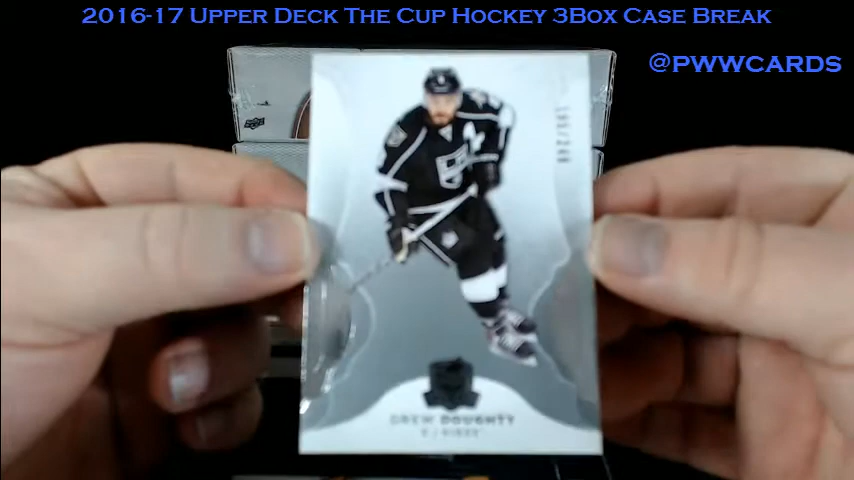 2016-17 Upper Deck The Cup Hockey 3Box Case Break
@PWWCARDS
DREW DOUGHTY